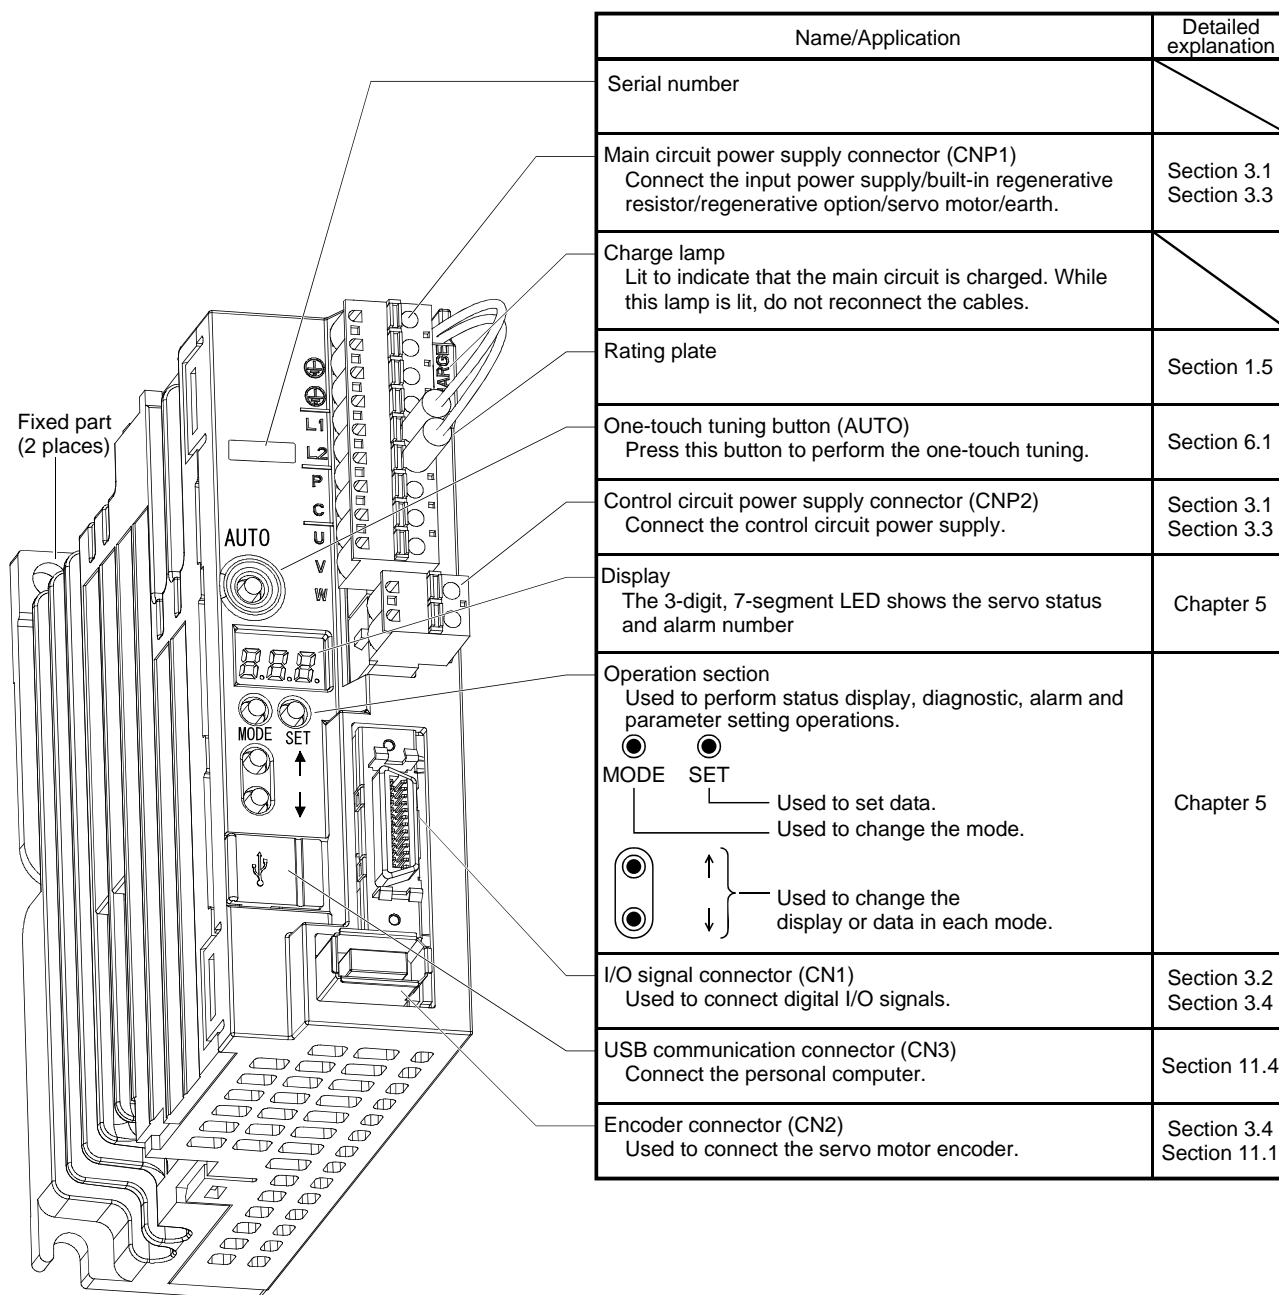 Name/Application
Detailed
explanation
Serial number
Main circuit power supply connector (CNP1)
Connect the input power supply/built-in regenerative
resistor/regenerative option/servo motor/earth.
Section 3.1
Section 3.3
Charge lamp
Lit to indicate that the main circuit is charged. While
this lamp is lit, do not reconnect the cables.
Rating plate
Section 1.5
One-touch tuning button (AUTO)
Press this button to perform the one-touch tuning.
Section 6.1
Control circuit power supply connector (CNP2)
Connect the control circuit power supply.
Section 3.1
Section 3.3
Display
The 3-digit, 7-segment LED shows the servo status
and alarm number
Chapter 5
Operation section
Used to perform status display, diagnostic, alarm and
parameter setting operations.
MODE SET
Used to set data.
Used to change the mode.
Used to change the
display or data in each mode.
Chapter 5
I/O signal connector (CN1)
Used to connect digital I/O signals.
Section 3.2
Section 3.4
USB communication connector (CN3)
Connect the personal computer.
Section 11.4
Encoder connector (CN2)
Used to connect the servo motor encoder.
Section 3.4
Section 11.1
Fixed part
(2 places)
ARGE
L1
L2
P
C
U
V
W
AUTO
8.8.8.
MODE SET